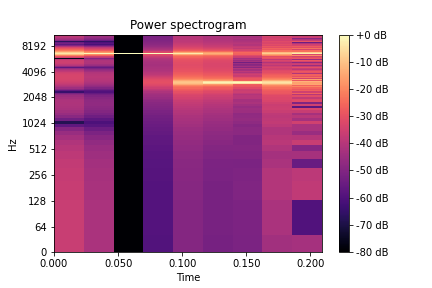 Power spectrogram
8192
4096
2048
1024
512
256
128
64
0
Hz
0.000 0.050 0.100 0.150 0.200
Time
+0 dB
-10 dB
-20 dB
-30 dB
-40 dB
-50 dB
-60 dB
-70 dB
-80 dB